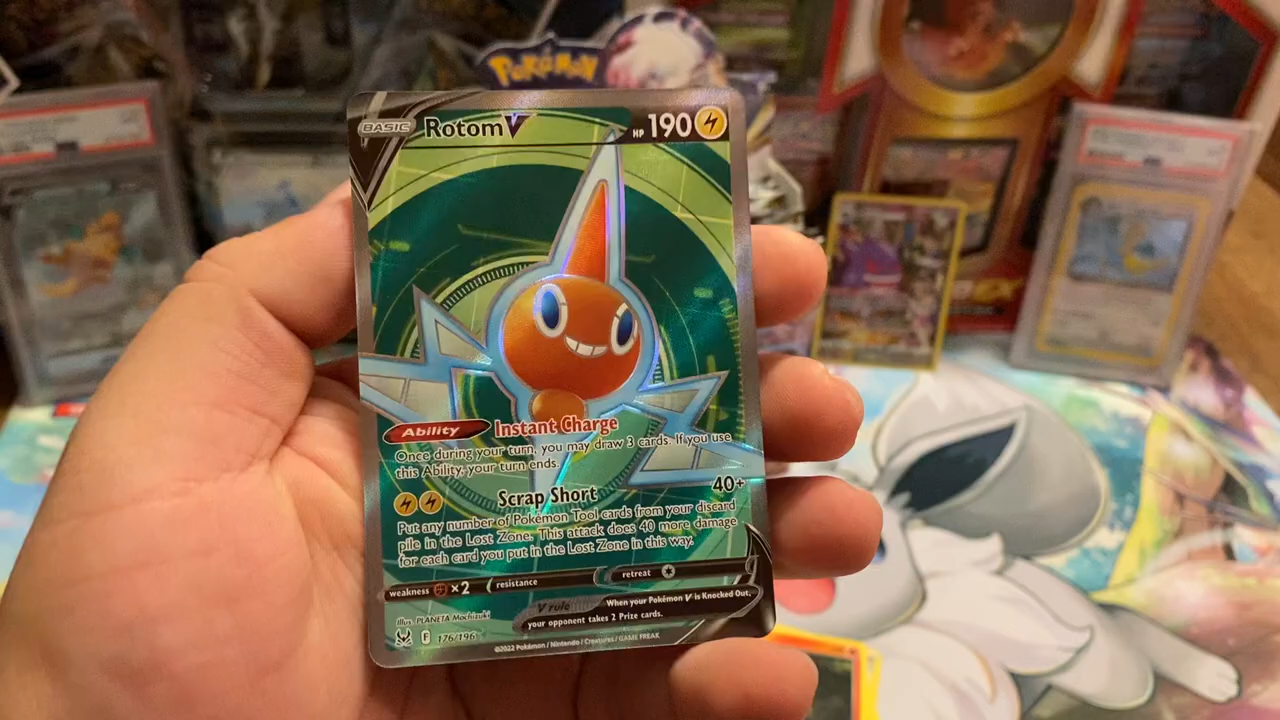 POKéMON
BASIC Rotom V HP 190
Ability Instant Charge
Once during your turn, you may draw 3 cards. If you use
this Ability, your turn ends.
Scrap Short 40+
Put any number of Pokémon Tool cards from your discard
pile in the Lost Zone. This attack does 40 more damage
for each card you put in the Lost Zone in this way.
weakness ×2 resistance retreat
V rule When your Pokémon V is Knocked Out,
your opponent takes 2 Prize cards.
Illus. PLANETA Mochizuki
F 176/196
©2022 Pokémon / Nintendo / Creatures / GAME FREAK